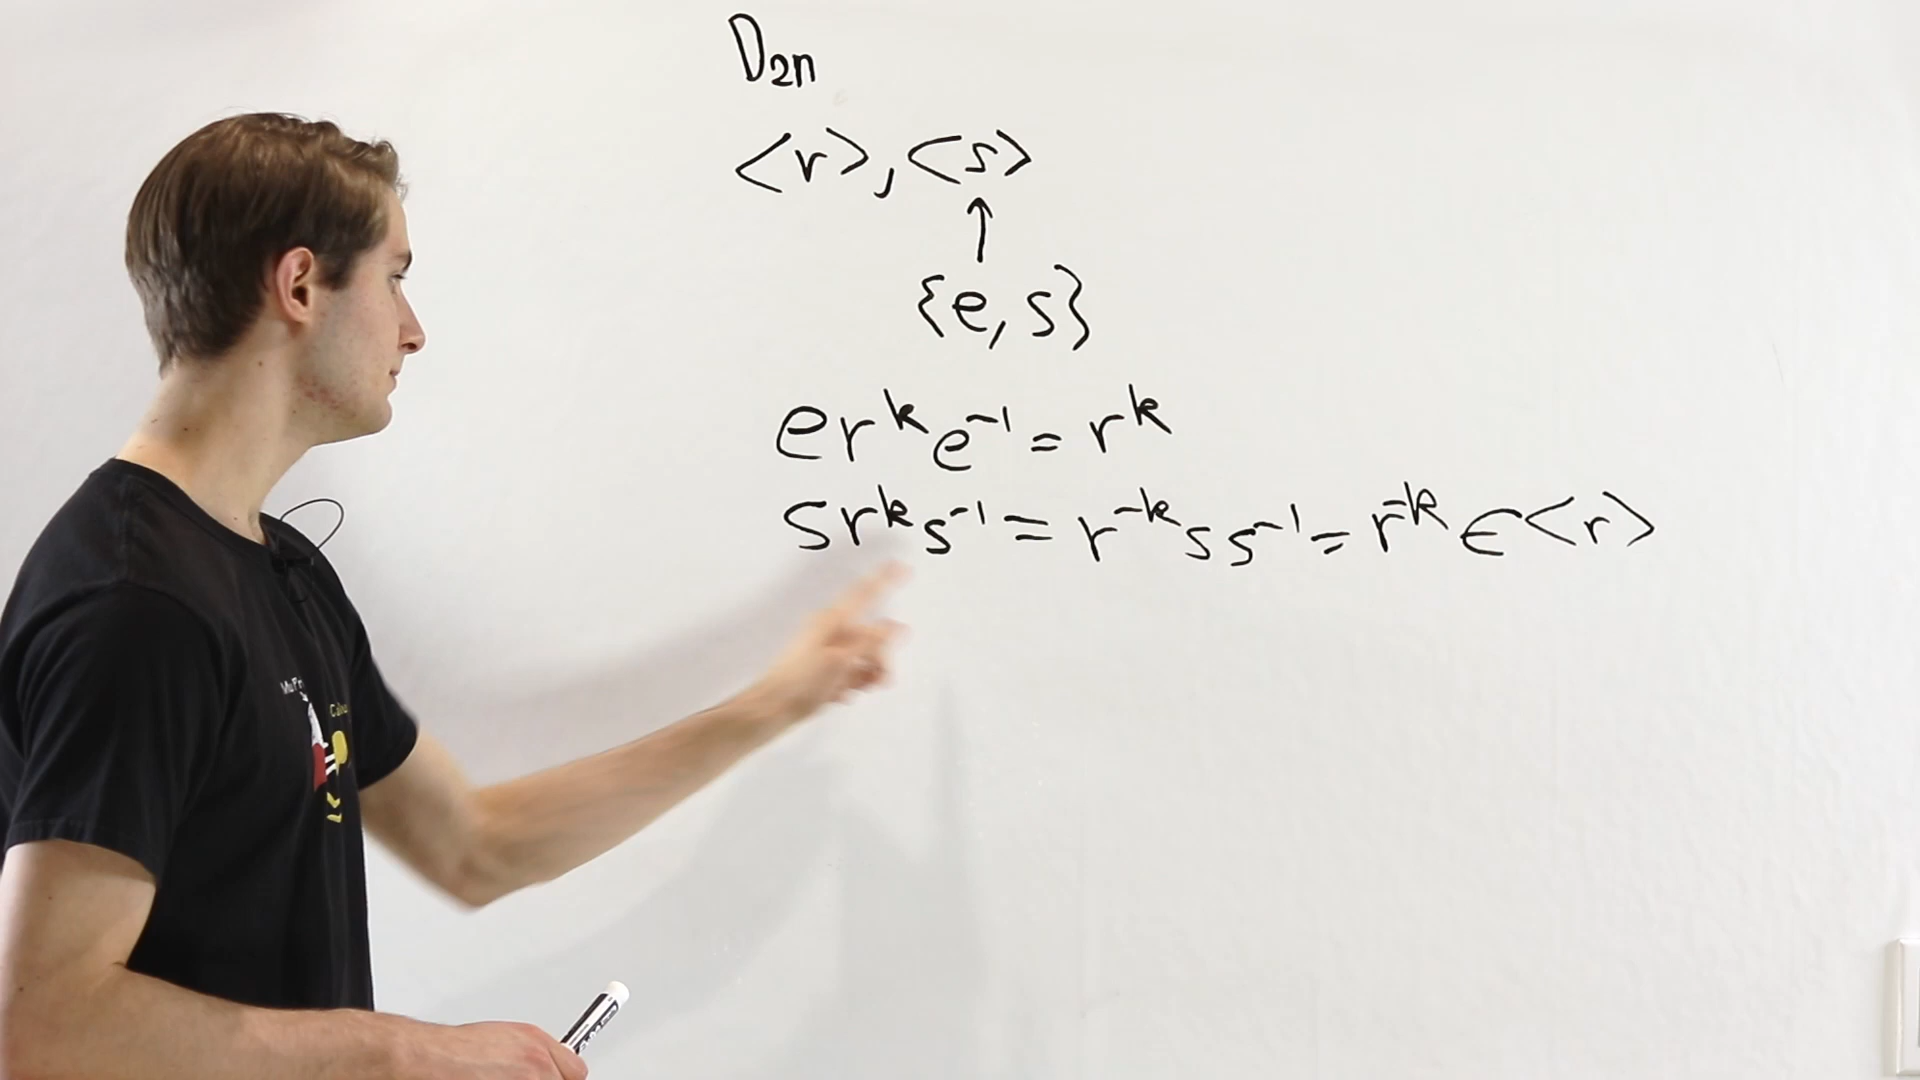 D₂ₙ
<r>, <s>
↑
{e, s}
erᵏe⁻¹ = rᵏ
srᵏs⁻¹ = r⁻ᵏss⁻¹ = r⁻ᵏ ∈ <r>